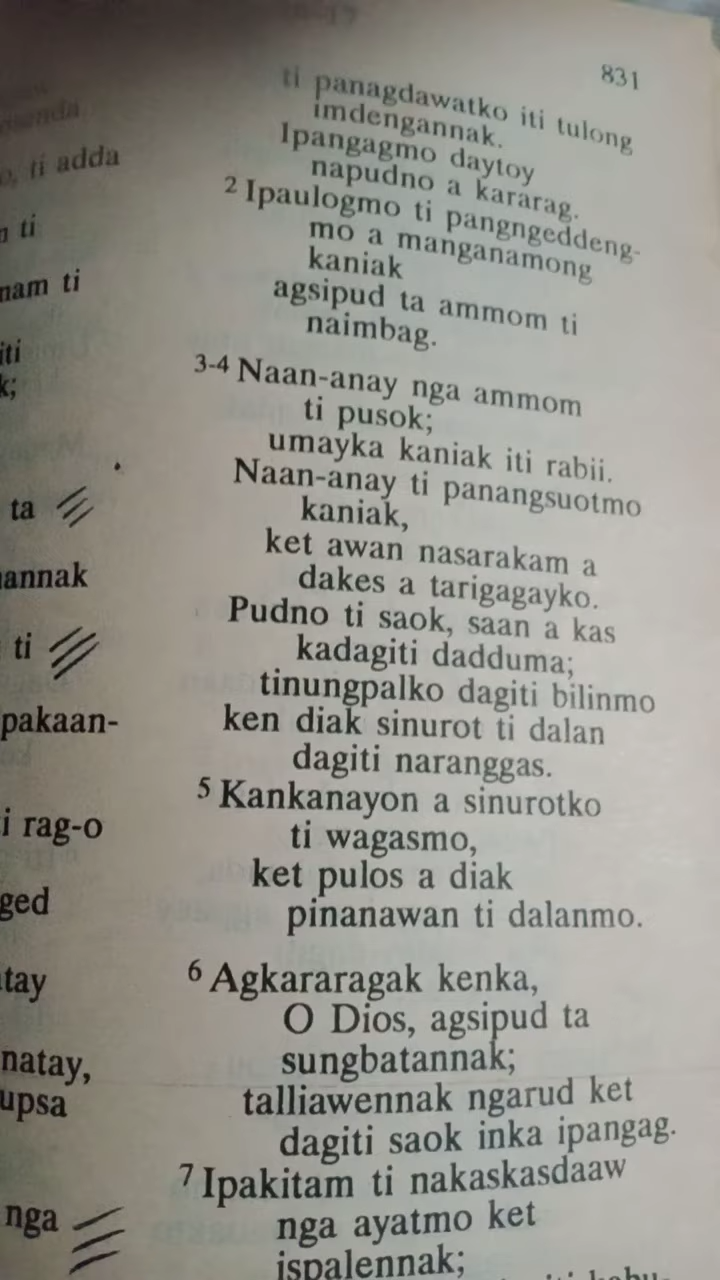 831
adda
ti
nam ti
iti
k;
ta
annak
ti
pakaan-
i rag-o
ged
tay
natay,
upsa
nga
ti panagdawatko iti tulong
imdengannak.
Ipangagmo daytoy
napudno a kararag.
2 Ipaulogmo ti pangngeddeng-
mo a manganamong
kaniak
agsipud ta ammom ti
naimbag.
3-4 Naan-anay nga ammom
ti pusok;
umayka kaniak iti rabii.
Naan-anay ti panangsuotmo
kaniak,
ket awan nasarakam a
dakes a tarigagayko.
Pudno ti saok, saan a kas
kadagiti dadduma;
tinungpalko dagiti bilinmo
ken diak sinurot ti dalan
dagiti naranggas.
5 Kankanayon a sinurotko
ti wagasmo,
ket pulos a diak
pinanawan ti dalanmo.
6 Agkararagak kenka,
O Dios, agsipud ta
sungbatannak;
talliawennak ngarud ket
dagiti saok inka ipangag.
7 Ipakitam ti nakaskasdaaw
nga ayatmo ket
ispalennak;